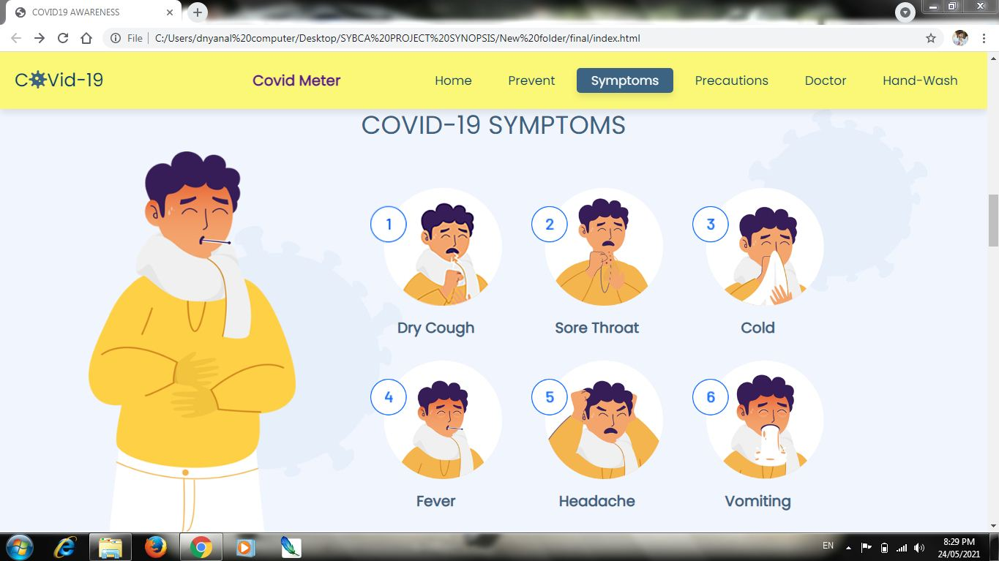 COVID19 AWARENESS
File C:/Users/dnyanal%20computer/Desktop/SYBCA%20PROJECT%20SYNOPSIS/New%20folder/final/index.html
COVid-19 Covid Meter Home Prevent Symptoms Precautions Doctor Hand-Wash
COVID-19 SYMPTOMS
1 2 3
Dry Cough Sore Throat Cold
4 5 6
Fever Headache Vomiting
EN 8:29 PM
24/05/2021